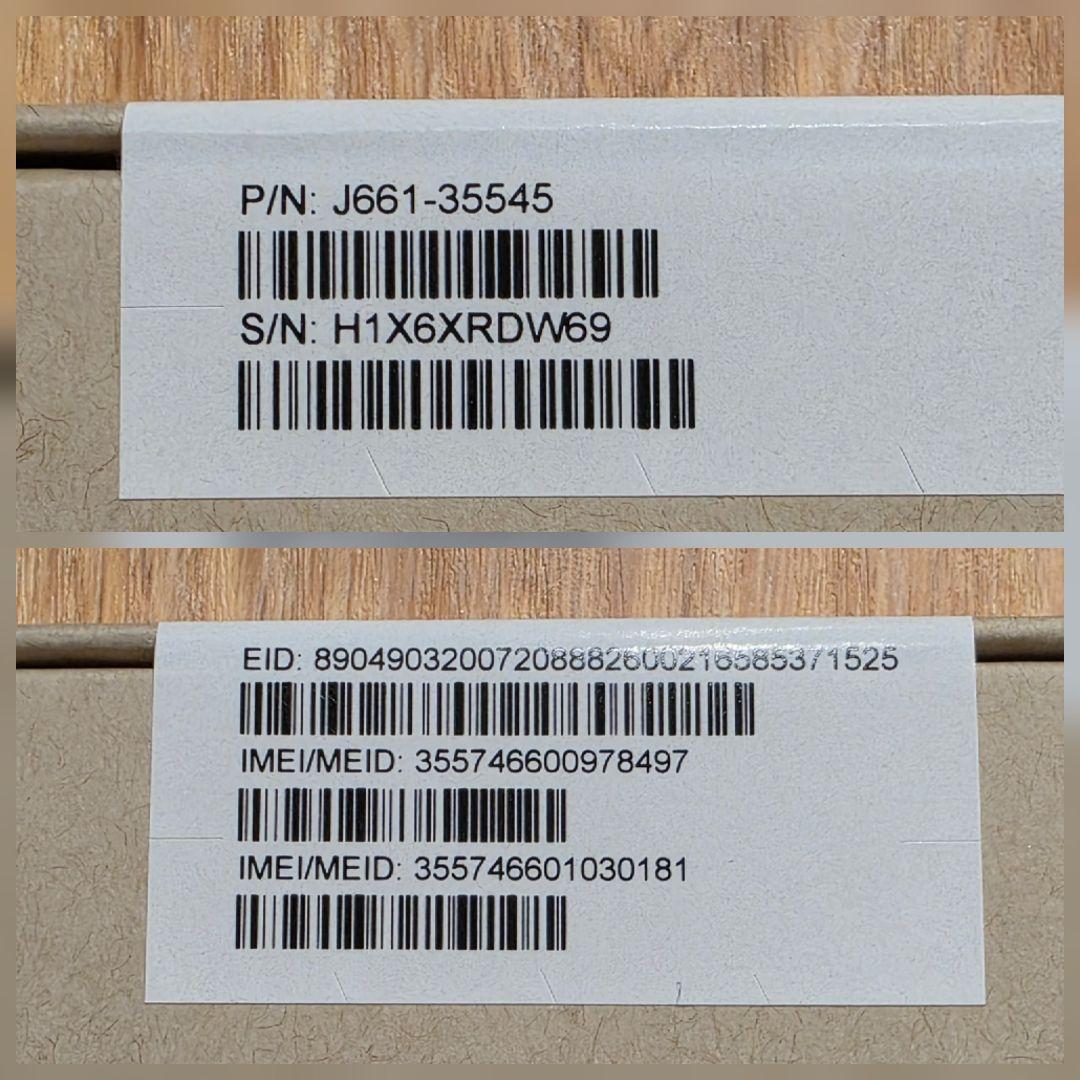 P/N: J661-35545
S/N: H1X6XRDW69
EID: 89049032007208882600216585371525
IMEI/MEID: 355746600978497
IMEI/MEID: 355746601030181